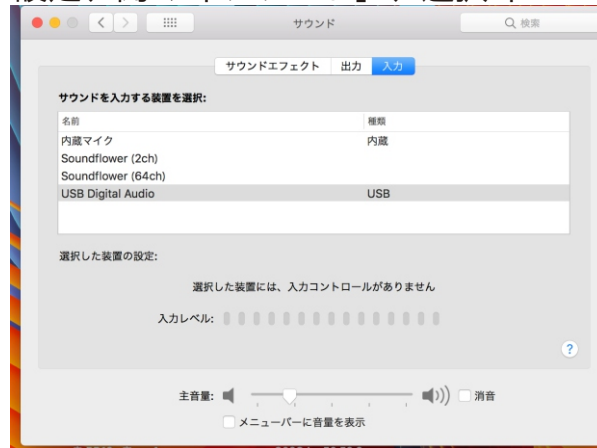 サウンド
検索
サウンドエフェクト 出力 入力
サウンドを入力する装置を選択:
名前 種類
内蔵マイク 内蔵
Soundflower (2ch)
Soundflower (64ch)
USB Digital Audio USB
選択した装置の設定:
選択した装置には、入力コントロールがありません
入力レベル:
?
主音量: 消音
メニューバーに音量を表示